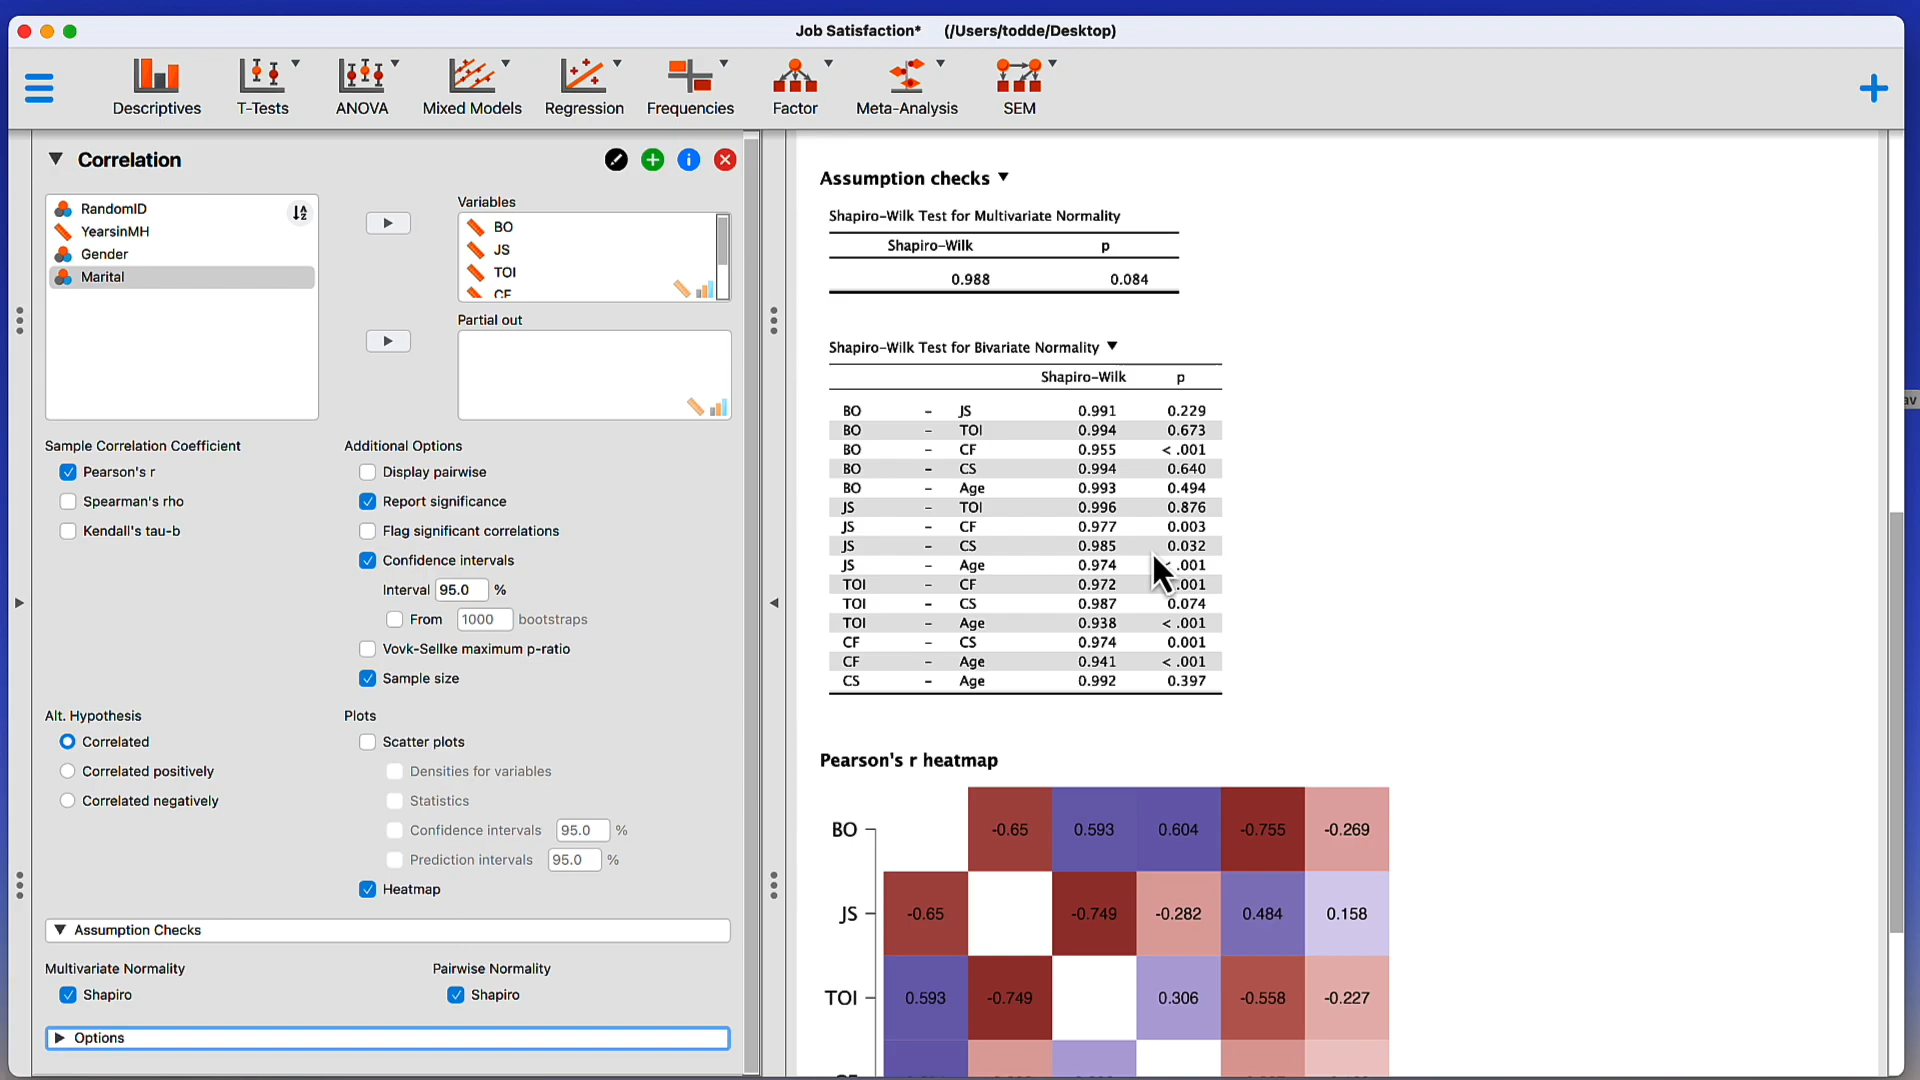 Job Satisfaction* (/Users/todde/Desktop)
Descriptives T-Tests ANOVA Mixed Models Regression Frequencies Factor Meta-Analysis SEM
Correlation
RandomID
YearsinMH
Gender
Marital
Variables
BO
JS
TOI
CF
Partial out
Sample Correlation Coefficient
Pearson's r
Spearman's rho
Kendall's tau-b
Additional Options
Display pairwise
Report significance
Flag significant correlations
Confidence intervals
Interval 95.0 %
From 1000 bootstraps
Vovk-Sellke maximum p-ratio
Sample size
Alt. Hypothesis
Correlated
Correlated positively
Correlated negatively
Plots
Scatter plots
Densities for variables
Statistics
Confidence intervals 95.0 %
Prediction intervals 95.0 %
Heatmap
Assumption Checks
Multivariate Normality
Shapiro
Pairwise Normality
Shapiro
Options
Assumption checks
Shapiro-Wilk Test for Multivariate Normality
Shapiro-Wilk p
0.988 0.084
Shapiro-Wilk Test for Bivariate Normality
Shapiro-Wilk p
BO - JS 0.991 0.229
BO - TOI 0.994 0.673
BO - CF 0.955 < .001
BO - CS 0.994 0.640
BO - Age 0.993 0.494
JS - TOI 0.996 0.876
JS - CF 0.977 0.003
JS - CS 0.985 0.032
JS - Age 0.974 .001
TOI - CF 0.972 .001
TOI - CS 0.987 0.074
TOI - Age 0.938 < .001
CF - CS 0.974 0.001
CF - Age 0.941 < .001
CS - Age 0.992 0.397
Pearson's r heatmap
BO -0.65 0.593 0.604 -0.755 -0.269
JS -0.65 -0.749 -0.282 0.484 0.158
TOI 0.593 -0.749 0.306 -0.558 -0.227
av